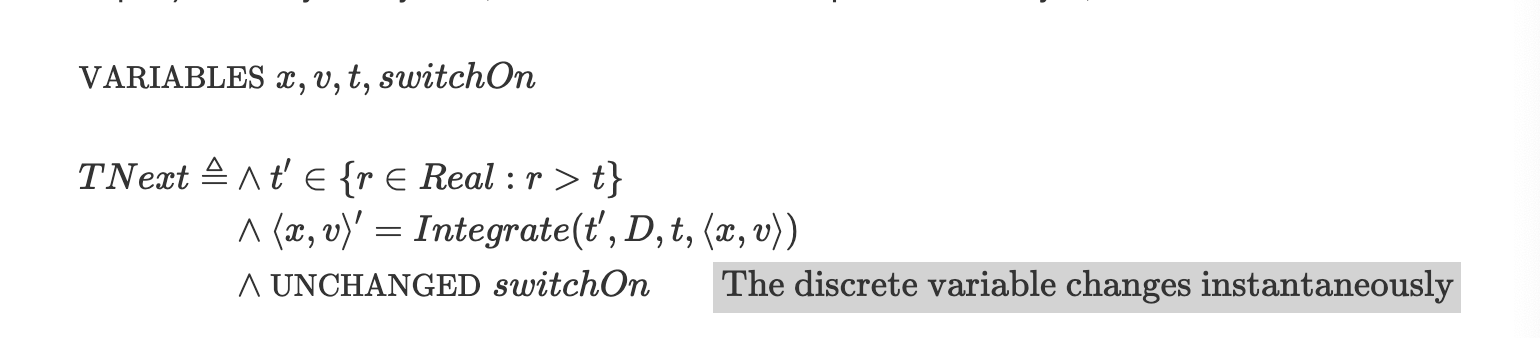 VARIABLES x, v, t, switchOn
TNext ≜ ∧ t′ ∈ {r ∈ Real : r > t}
∧ ⟨x, v⟩′ = Integrate(t′, D, t, ⟨x, v⟩)
∧ UNCHANGED switchOn The discrete variable changes instantaneously